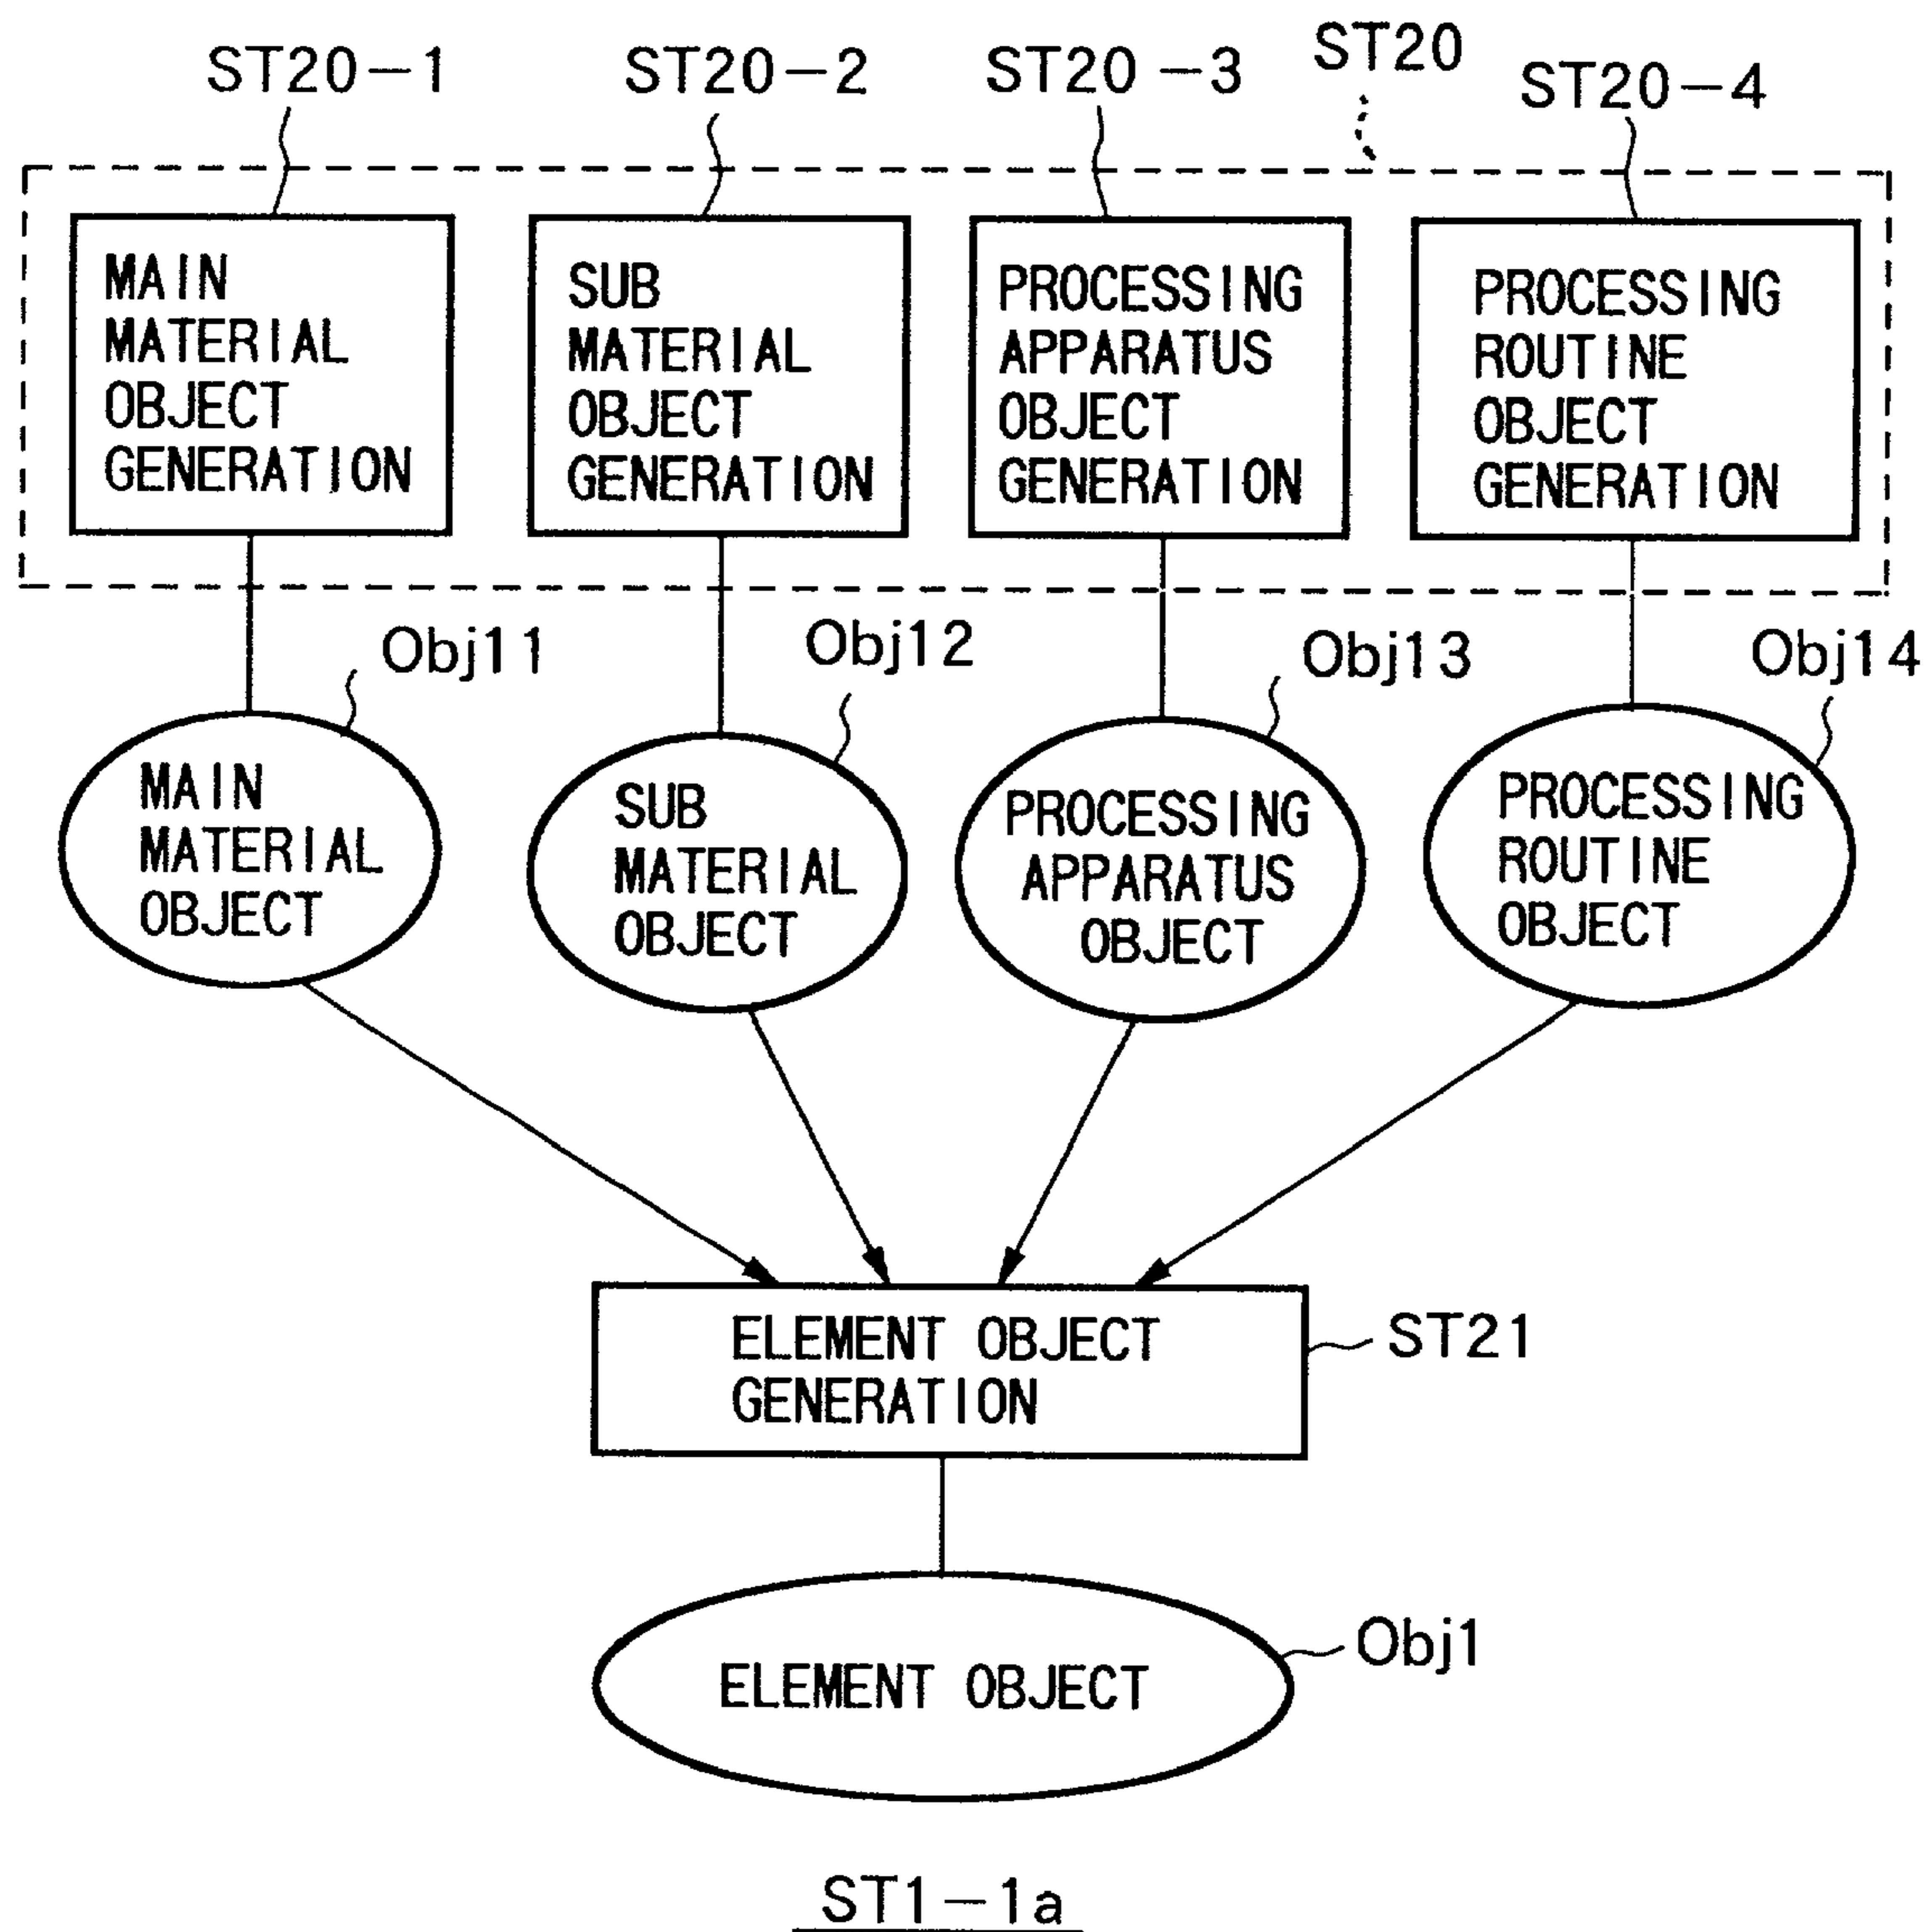 ST20-1
ST20-2
ST20-3
ST20
ST20-4
MAIN
MATERIAL
OBJECT
GENERATION
SUB
MATERIAL
OBJECT
GENERATION
PROCESSING
APPARATUS
OBJECT
GENERATION
PROCESSING
ROUTINE
OBJECT
GENERATION
Obj11
Obj12
Obj13
Obj14
MAIN
MATERIAL
OBJECT
SUB
MATERIAL
OBJECT
PROCESSING
APPARATUS
OBJECT
PROCESSING
ROUTINE
OBJECT
ELEMENT OBJECT
GENERATION
ST21
ELEMENT OBJECT
Obj1
ST1-1a